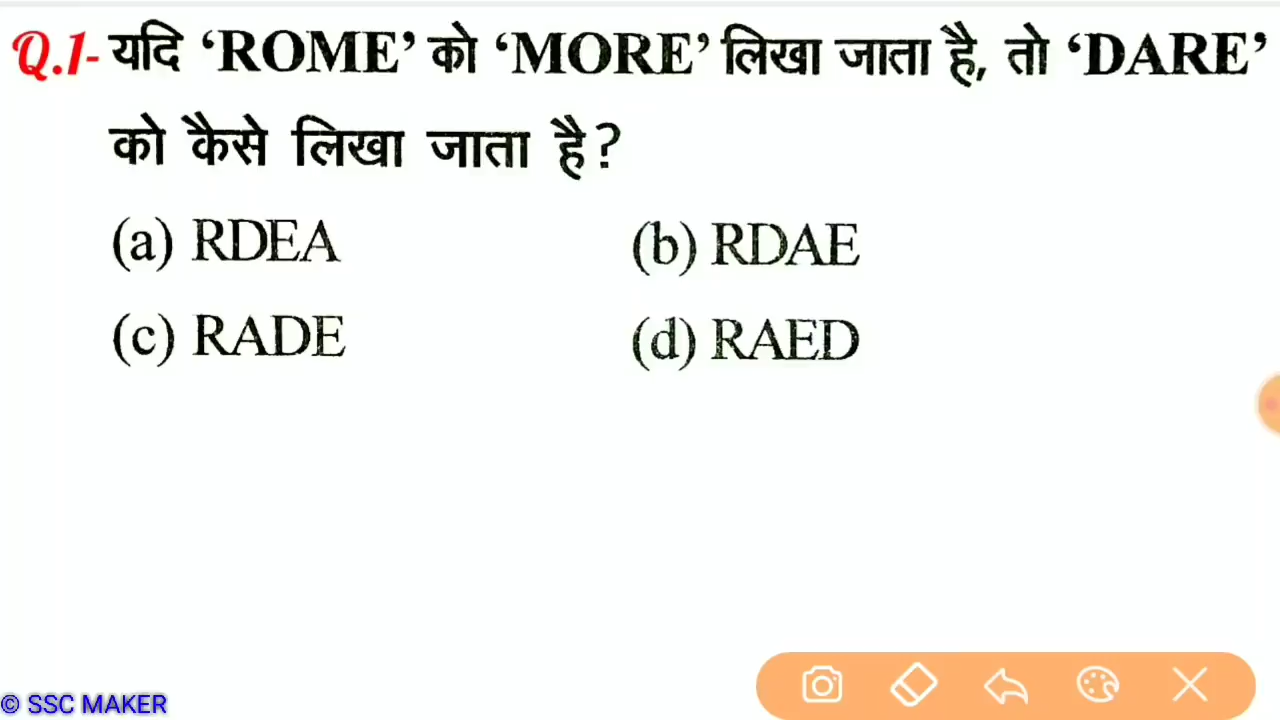 Q.1- यदि ‘ROME’ को ‘MORE’ लिखा जाता है, तो ‘DARE’
को कैसे लिखा जाता है?
(a) RDEA (b) RDAE
(c) RADE (d) RAED
© SSC MAKER